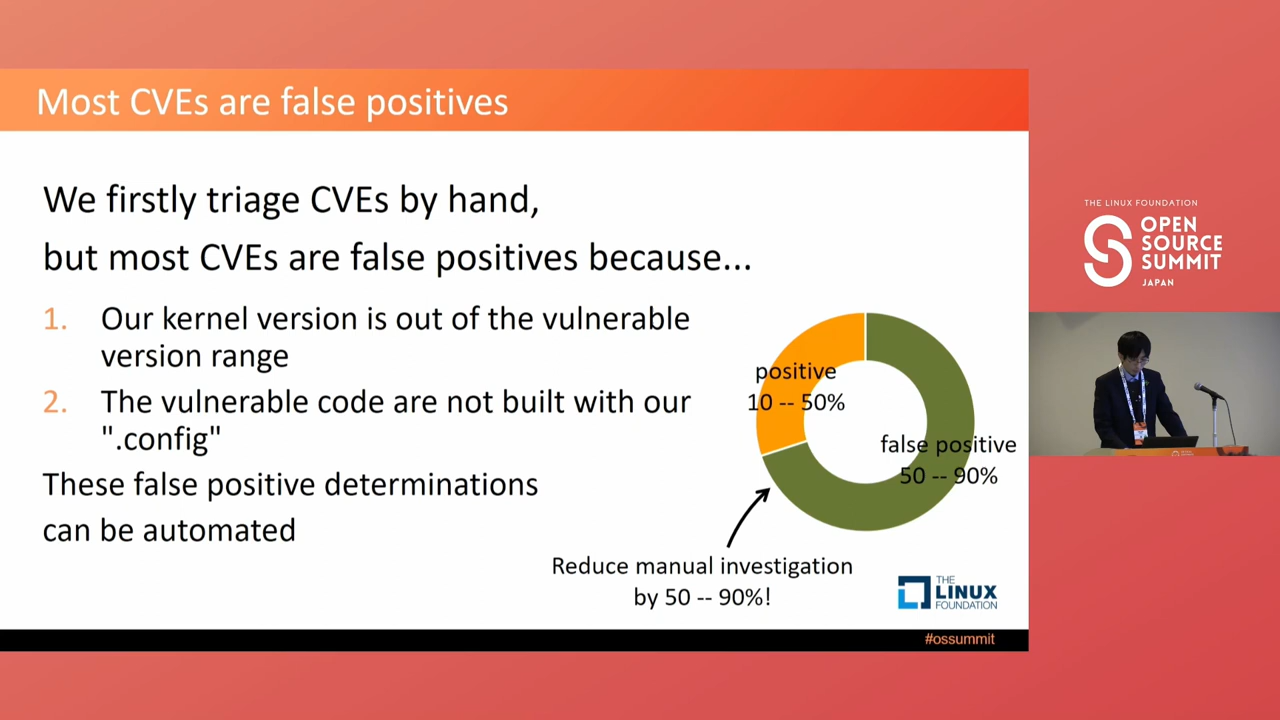 Most CVEs are false positives
We firstly triage CVEs by hand,
but most CVEs are false positives because...
1. Our kernel version is out of the vulnerable
version range
2. The vulnerable code are not built with our
".config"
These false positive determinations
can be automated
positive
10 -- 50%
false positive
50 -- 90%
Reduce manual investigation
by 50 -- 90%!
THE
LINUX
FOUNDATION
#ossummit
THE LINUX FOUNDATION
OPEN
SOURCE
SUMMIT
JAPAN